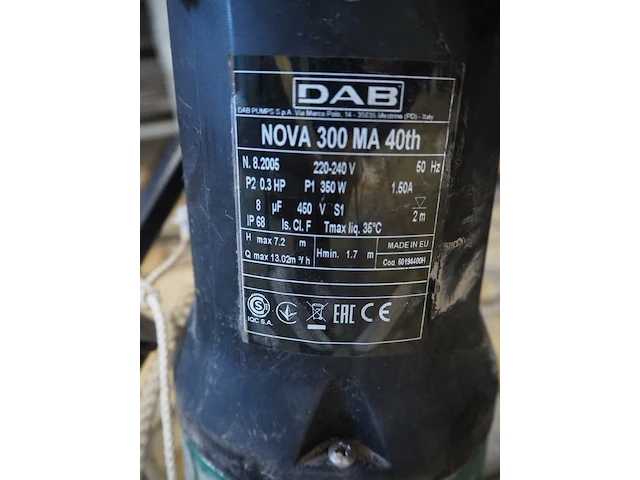 DAB
DAB PUMPS S.p.A. Via Marco Polo, 14 - 35035 Mestrino (PD) - Italy
NOVA 300 MA 40th
N. 8.2005 220-240 V 50 Hz
P2 0.3 HP P1 350 W 1.50A
8 µF 450 V S1 2 m
IP 68 Is. Cl. F Tmax liq. 35°C
H max 7.2 m Hmin. 1.7 m MADE IN EU
Q max 13.02m³/h Cod. 60194400H
S IQC S.A. EAC CE